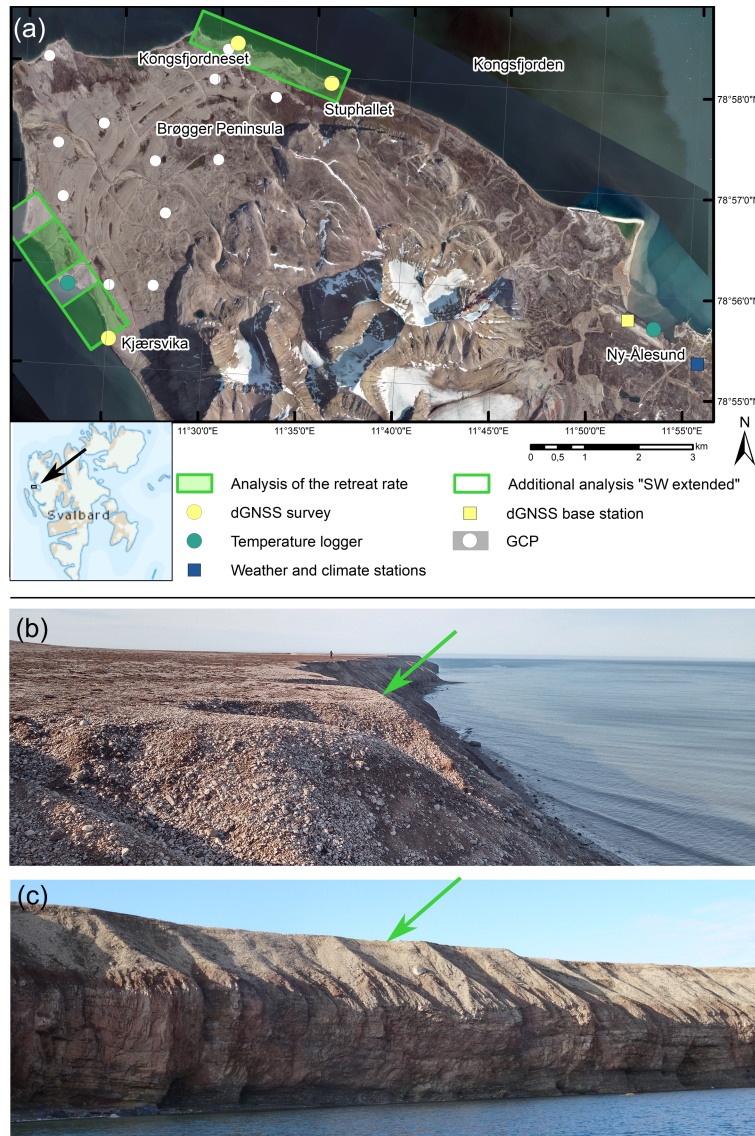 (a)
Kongsfjordneset
Kongsfjorden
Stuphallet
Brøgger Peninsula
Kjærsvika
Ny-Ålesund
78°58'0"N
78°57'0"N
78°56'0"N
78°55'0"N
11°30'0"E 11°35'0"E 11°40'0"E 11°45'0"E 11°50'0"E 11°55'0"E
N
km
0 0,5 1 2 3
Svalbard
Analysis of the retreat rate
Additional analysis "SW extended"
dGNSS survey
dGNSS base station
Temperature logger
GCP
Weather and climate stations
(b)
(c)